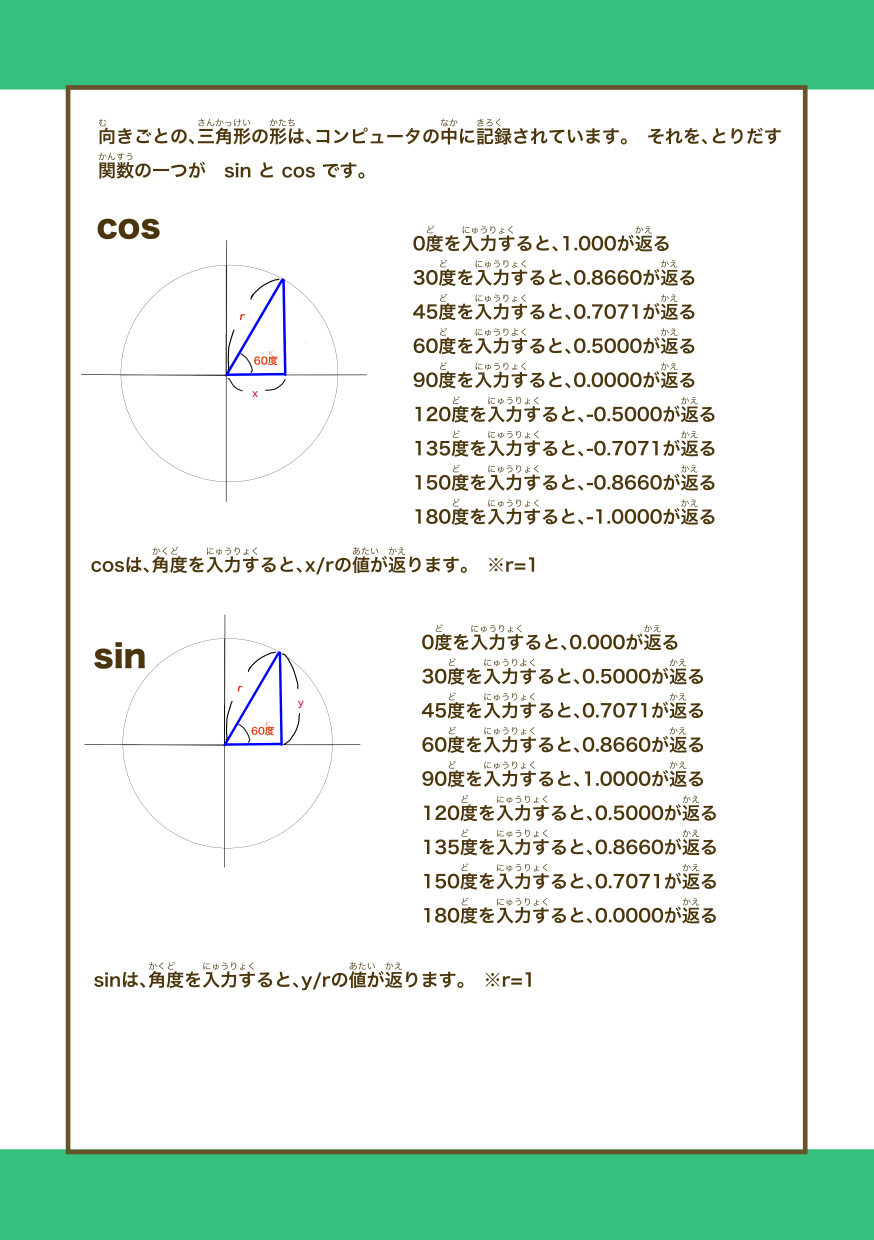 向きごとの、三角形の形は、コンピュータの中に記録されています。 それを、とりだす
関数の一つが sin と cos です。
cos
r
60度
x
0度を入力すると、1.000が返る
30度を入力すると、0.8660が返る
45度を入力すると、0.7071が返る
60度を入力すると、0.5000が返る
90度を入力すると、0.0000が返る
120度を入力すると、-0.5000が返る
135度を入力すると、-0.7071が返る
150度を入力すると、-0.8660が返る
180度を入力すると、-1.0000が返る
cosは、角度を入力すると、x/rの値が返ります。 ※r=1
sin
r
y
60度
0度を入力すると、0.000が返る
30度を入力すると、0.5000が返る
45度を入力すると、0.7071が返る
60度を入力すると、0.8660が返る
90度を入力すると、1.0000が返る
120度を入力すると、0.5000が返る
135度を入力すると、0.8660が返る
150度を入力すると、0.7071が返る
180度を入力すると、0.0000が返る
sinは、角度を入力すると、y/rの値が返ります。 ※r=1